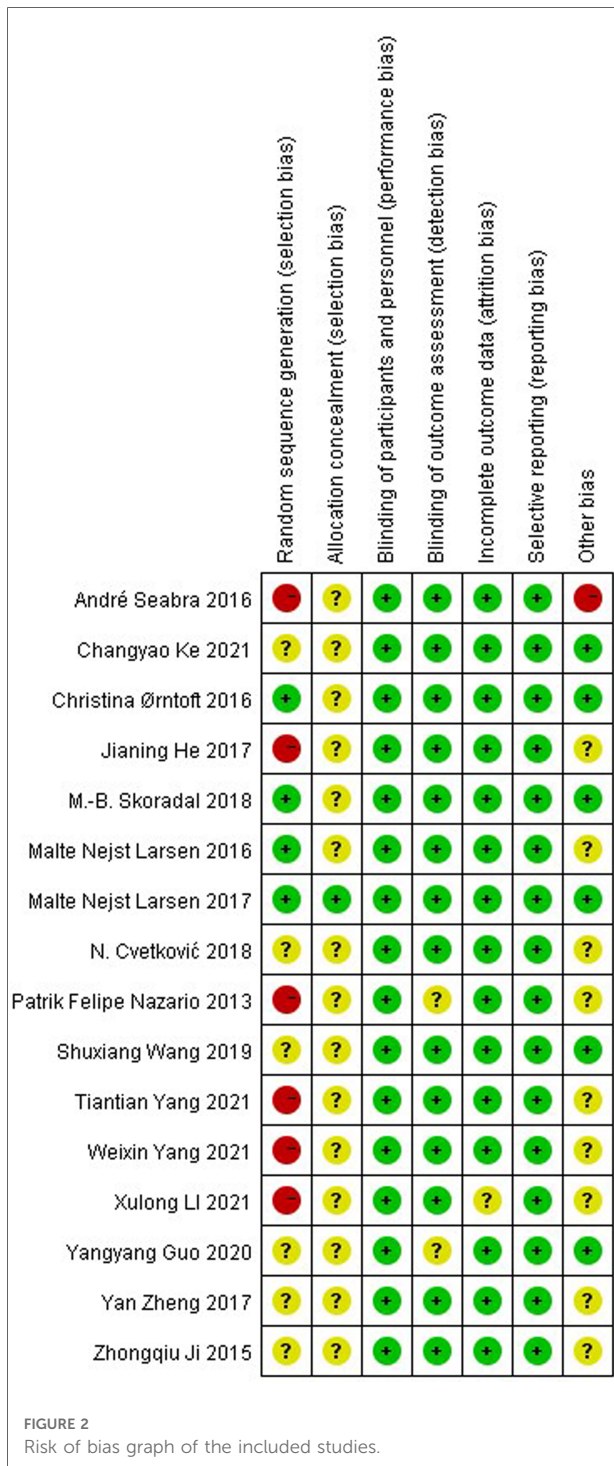 Random sequence generation (selection bias)
Allocation concealment (selection bias)
Blinding of participants and personnel (performance bias)
Blinding of outcome assessment (detection bias)
Incomplete outcome data (attrition bias)
Selective reporting (reporting bias)
Other bias
André Seabra 2016 - ? + + + + -
Changyao Ke 2021 ? ? + + + + +
Christina Ørntoft 2016 + ? + + + + +
Jianing He 2017 - ? + + + + ?
M.-B. Skoradal 2018 + ? + + + + +
Malte Nejst Larsen 2016 + ? + + + + ?
Malte Nejst Larsen 2017 + + + + + + +
N. Cvetković 2018 ? ? + + + + ?
Patrik Felipe Nazario 2013 - ? + ? + + ?
Shuxiang Wang 2019 ? ? + + + + +
Tiantian Yang 2021 - ? + + + + ?
Weixin Yang 2021 - ? + + + + ?
Xulong LI 2021 - ? + + ? + ?
Yangyang Guo 2020 ? ? + ? + + +
Yan Zheng 2017 ? ? + + + + ?
Zhongqiu Ji 2015 ? ? + + + + ?
FIGURE 2
Risk of bias graph of the included studies.